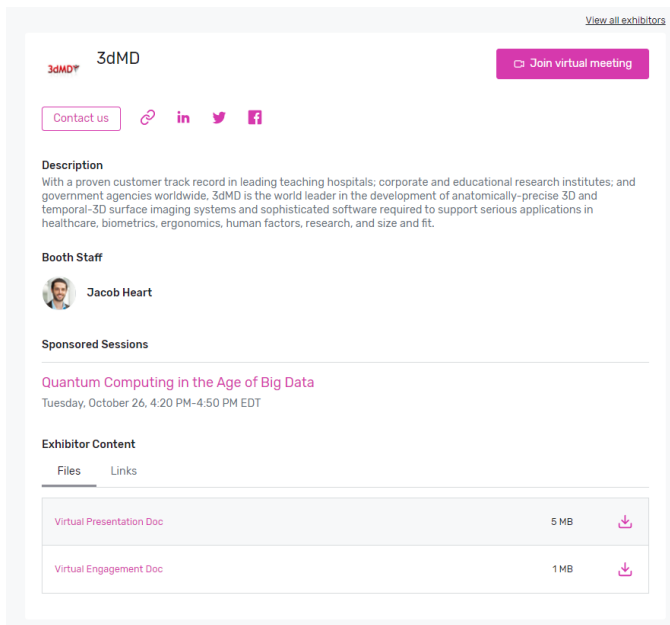 View all exhibitors
3dMD
3dMD
Join virtual meeting
Contact us
Description
With a proven customer track record in leading teaching hospitals; corporate and educational research institutes; and
government agencies worldwide, 3dMD is the world leader in the development of anatomically-precise 3D and
temporal-3D surface imaging systems and sophisticated software required to support serious applications in
healthcare, biometrics, ergonomics, human factors, research, and size and fit.
Booth Staff
Jacob Heart
Sponsored Sessions
Quantum Computing in the Age of Big Data
Tuesday, October 26, 4:20 PM-4:50 PM EDT
Exhibitor Content
Files Links
Virtual Presentation Doc 5 MB
Virtual Engagement Doc 1 MB